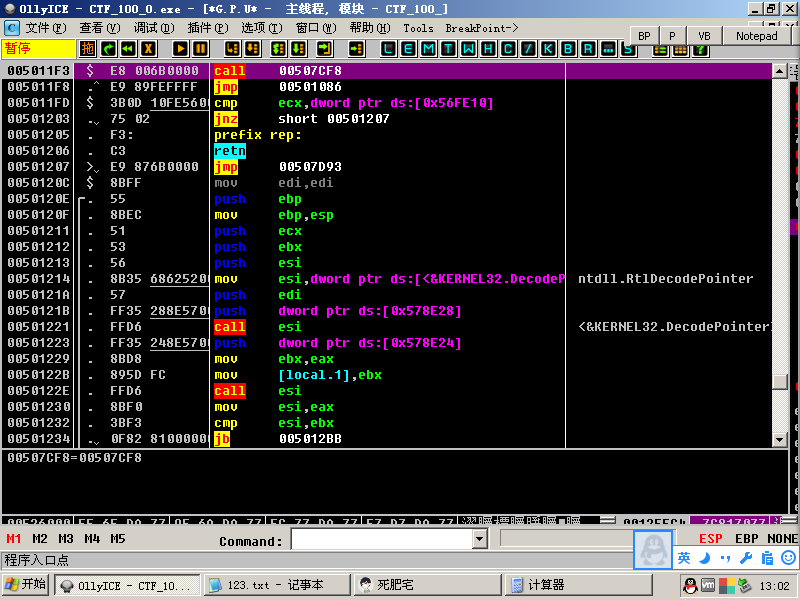 OllyICE - CTF_100_0.exe - [*G.P.U* - 主线程, 模块 - CTF_100_]
文件(F) 查看(V) 调试(D) 插件(P) 选项(T) 窗口(W) 帮助(H) Tools BreakPoint->
BP P VB Notepad
暂停 拖 L E M T W H C / K B R ... S ?
005011F3 $ E8 006B0000 call 00507CF8
005011F8 .^ E9 89FEFFFF jmp 00501086
005011FD $ 3B0D 10FE5600 cmp ecx,dword ptr ds:[0x56FE10]
00501203 .. 75 02 jnz short 00501207
00501205 . F3: prefix rep:
00501206 . C3 retn
00501207 > E9 876B0000 jmp 00507D93
0050120C $ 8BFF mov edi,edi
0050120E . 55 push ebp
0050120F . 8BEC mov ebp,esp
00501211 . 51 push ecx
00501212 . 53 push ebx
00501213 . 56 push esi
00501214 . 8B35 68625200 mov esi,dword ptr ds:[<&KERNEL32.DecodeP ntdll.RtlDecodePointer
0050121A . 57 push edi
0050121B . FF35 288E5700 push dword ptr ds:[0x578E28]
00501221 . FFD6 call esi <&KERNEL32.DecodePointer
00501223 . FF35 248E5700 push dword ptr ds:[0x578E24]
00501229 . 8BD8 mov ebx,eax
0050122B . 895D FC mov [local.1],ebx
0050122E . FFD6 call esi
00501230 . 8BF0 mov esi,eax
00501232 . 3BF3 cmp esi,ebx
00501234 . 0F82 81000000 jb 005012BB
00507CF8=00507CF8
M1 M2 M3 M4 M5 Command: ESP EBP NONE
程序入口点 英
开始 OllyICE - CTF_10... 123.txt - 记事本 死肥宅 计算器 13:02